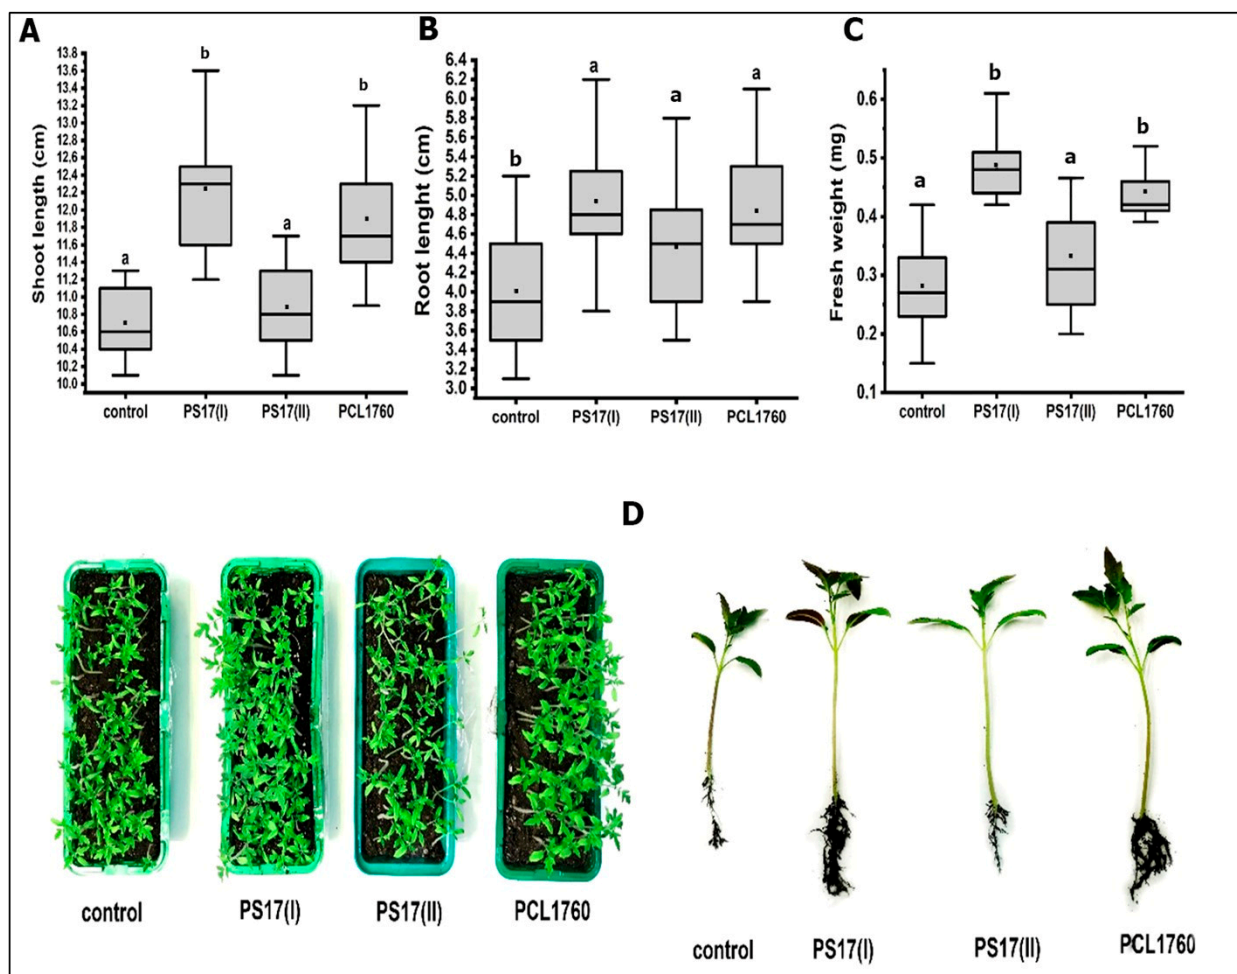 A
Shoot length (cm)
13.8
13.6
13.4
13.2
13.0
12.8
12.6
12.4
12.2
12.0
11.8
11.6
11.4
11.2
11.0
10.8
10.6
10.4
10.2
10.0
a
b
a
b
control PS17(I) PS17(II) PCL1760
B
Root lenght (cm)
6.4
6.2
6.0
5.8
5.6
5.4
5.2
5.0
4.8
4.6
4.4
4.2
4.0
3.8
3.6
3.4
3.2
3.0
b
a
a
a
control PS17(I) PS17(II) PCL1760
C
Fresh weight (mg)
0.6
0.5
0.4
0.3
0.2
0.1
a
b
a
b
control PS17(I) PS17(II) PCL1760
D
control PS17(I) PS17(II) PCL1760
control PS17(I) PS17(II) PCL1760